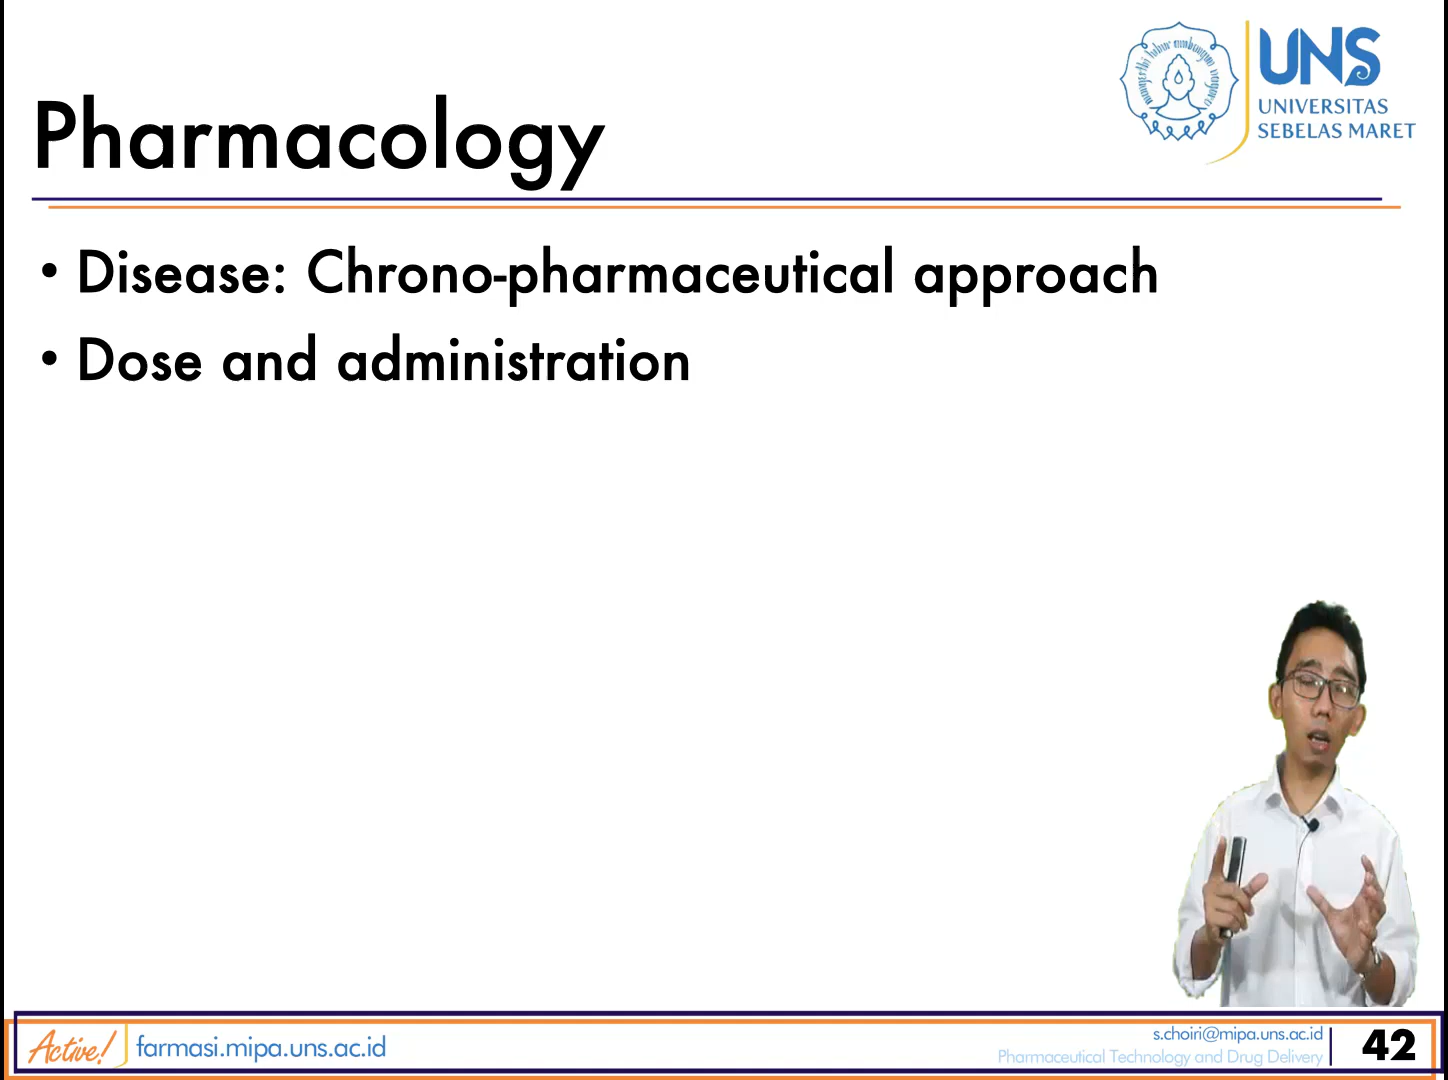 UNS
UNIVERSITAS
SEBELAS MARET
Pharmacology
• Disease: Chrono-pharmaceutical approach
• Dose and administration
Active!
farmasi.mipa.uns.ac.id
s.choiri@mipa.uns.ac.id
Pharmaceutical Technology and Drug Delivery
42